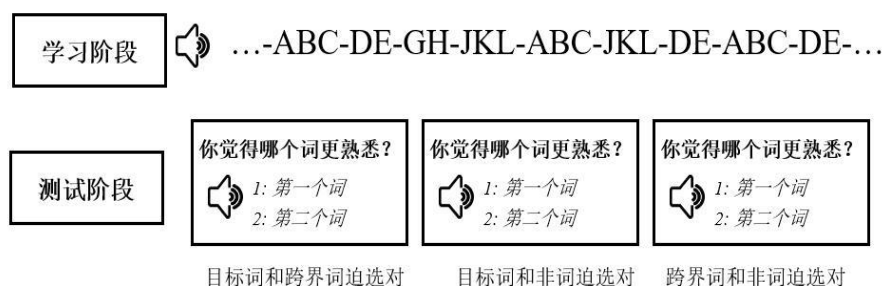 学习阶段
…-ABC-DE-GH-JKL-ABC-JKL-DE-ABC-DE-…
测试阶段
你觉得哪个词更熟悉?
1: 第一个词
2: 第二个词
目标词和跨界词迫选对
你觉得哪个词更熟悉?
1: 第一个词
2: 第二个词
目标词和非词迫选对
你觉得哪个词更熟悉?
1: 第一个词
2: 第二个词
跨界词和非词迫选对